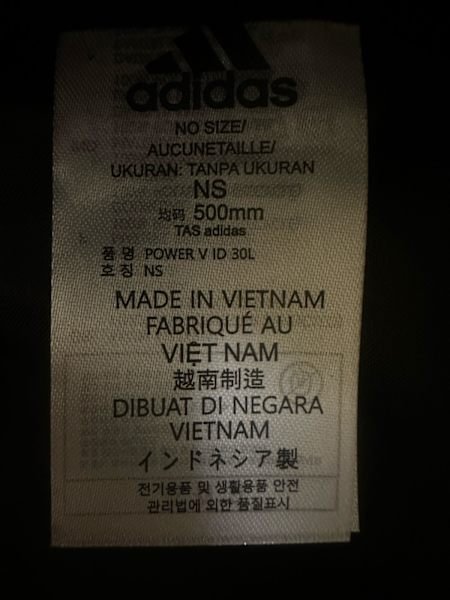 adidas
NO SIZE/
AUCUNETAILLE/
UKURAN: TANPA UKURAN
NS
均码 500mm
TAS adidas
품 명 POWER V ID 30L
호 칭 NS
MADE IN VIETNAM
FABRIQUÉ AU
VIỆT NAM
越南制造
DIBUAT DI NEGARA
VIETNAM
インドネシア製
전기용품 및 생활용품 안전
관리법에 의한 품질표시